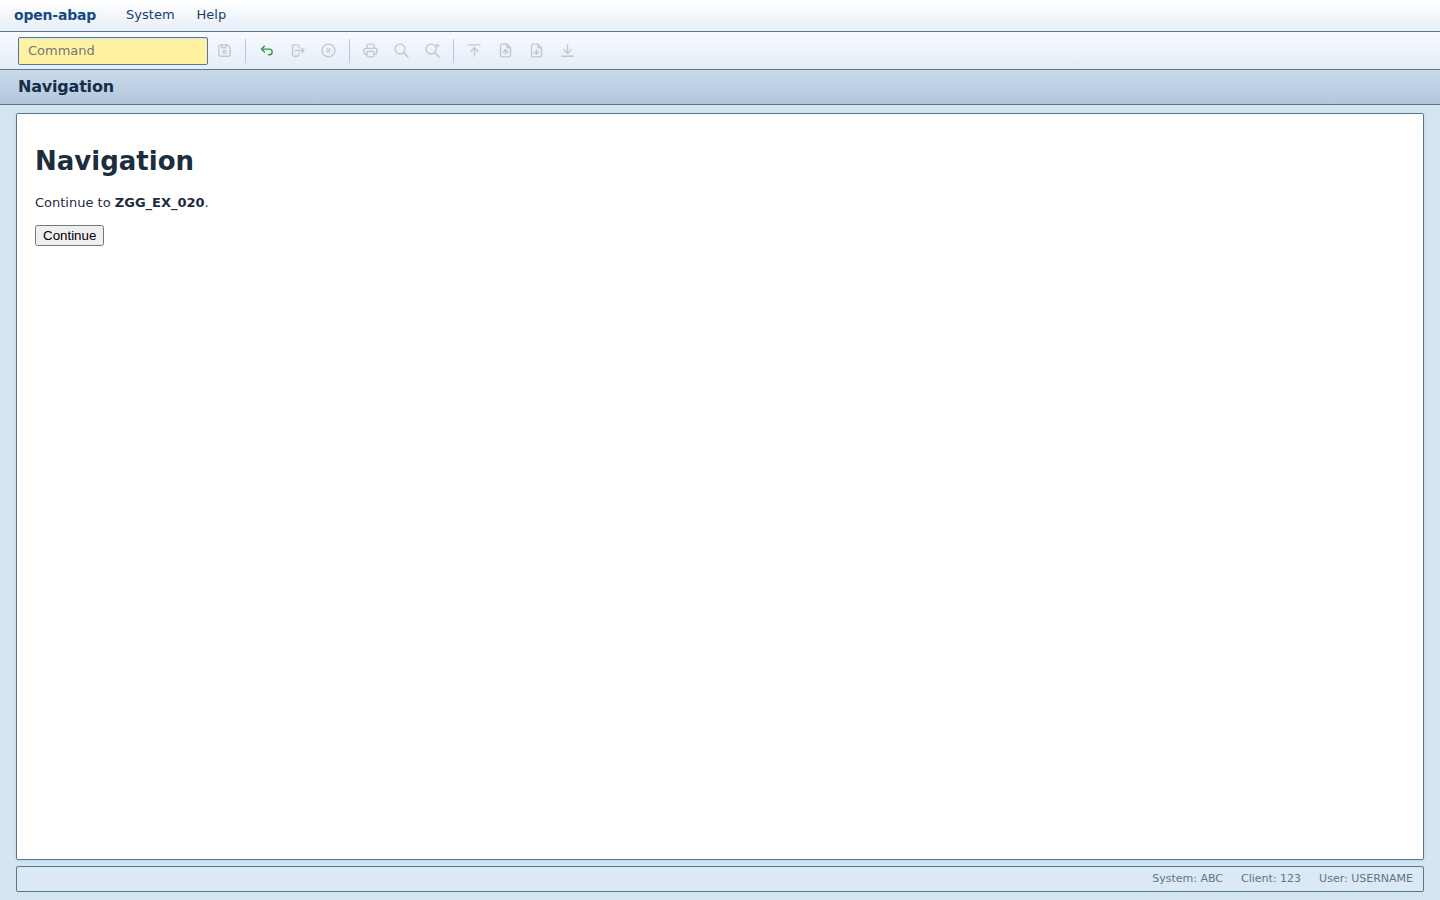 open-abap System Help
Command
Navigation
Navigation
Continue to ZGG_EX_020.
Continue
System: ABC Client: 123 User: USERNAME